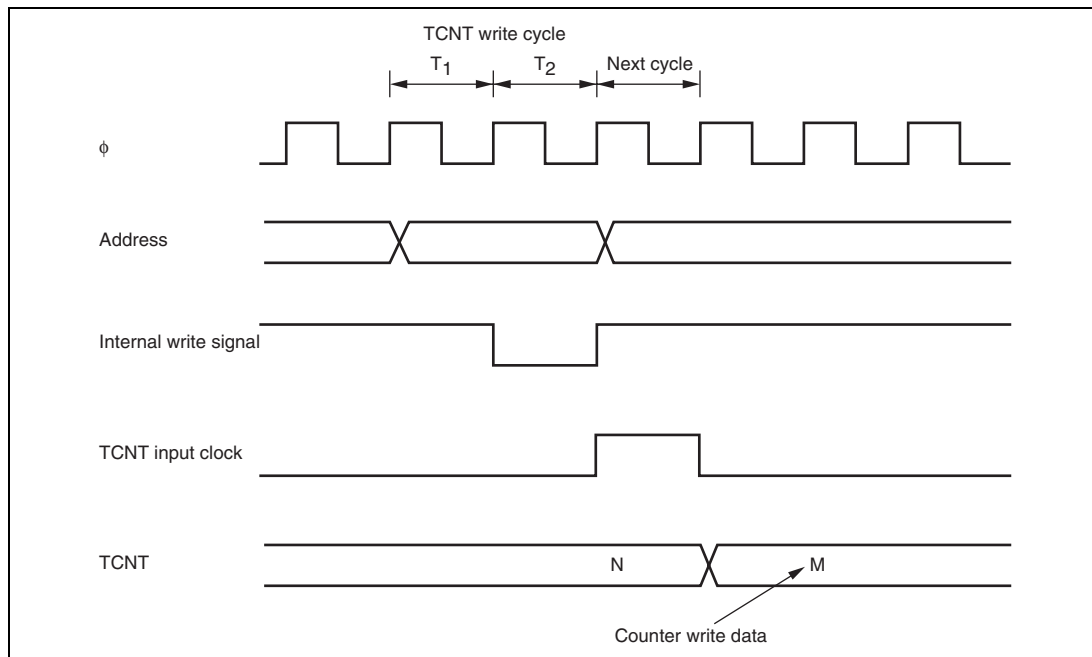 TCNT write cycle
T1 T2 Next cycle
φ
Address
Internal write signal
TCNT input clock
TCNT N M
Counter write data